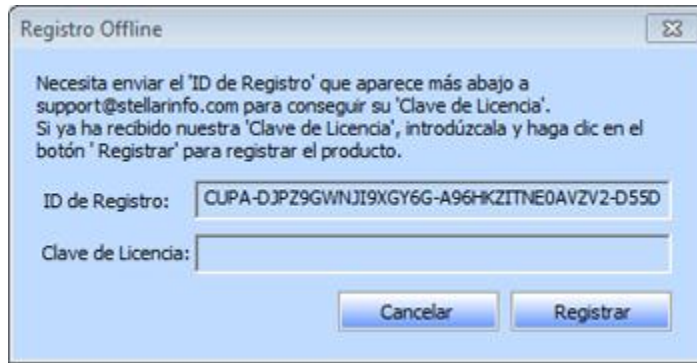 Registro Offline
Necesita enviar el 'ID de Registro' que aparece más abajo a
support@stellarinfo.com para conseguir su 'Clave de Licencia'.
Si ya ha recibido nuestra 'Clave de Licencia', introdúzcala y haga clic en el
botón ' Registrar' para registrar el producto.
ID de Registro: CUPA-DJPZ9GWNJI9XGY6G-A96HKZITNE0AVZV2-D55D
Clave de Licencia:
Cancelar Registrar